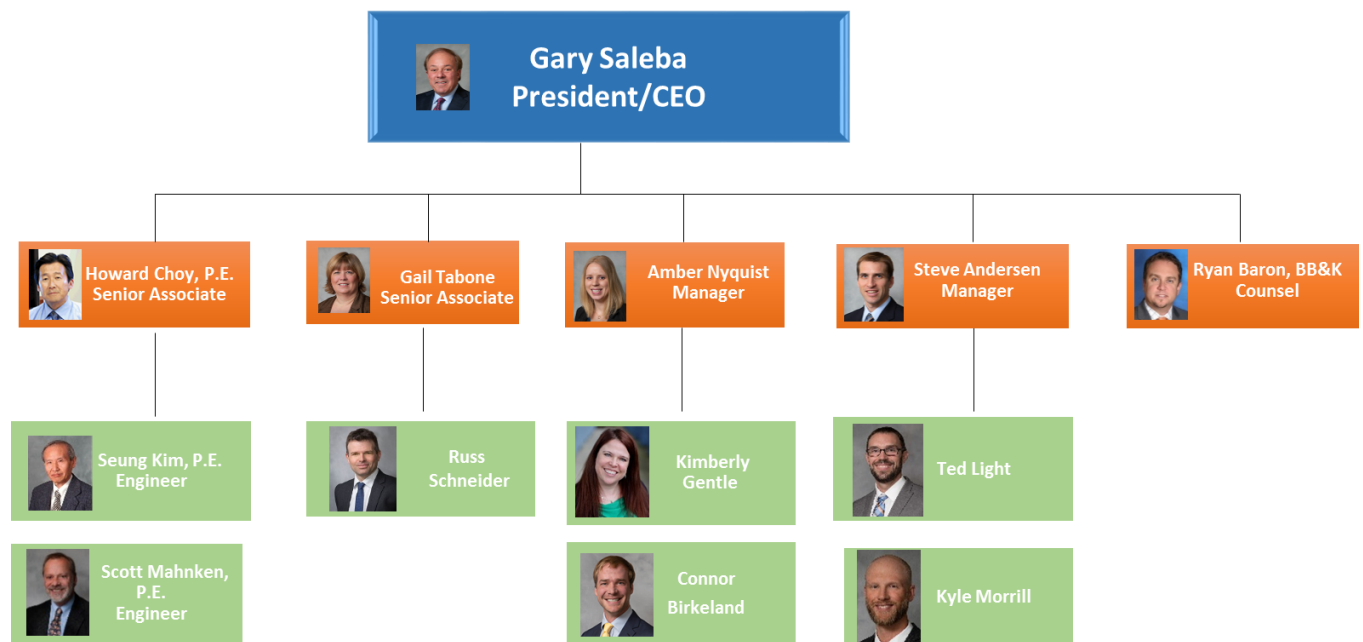 Gary Saleba
President/CEO
Howard Choy, P.E.
Senior Associate
Gail Tabone
Senior Associate
Amber Nyquist
Manager
Steve Andersen
Manager
Ryan Baron, BB&K
Counsel
Seung Kim, P.E.
Engineer
Russ
Schneider
Kimberly
Gentle
Ted Light
Scott Mahnken,
P.E.
Engineer
Connor
Birkeland
Kyle Morrill